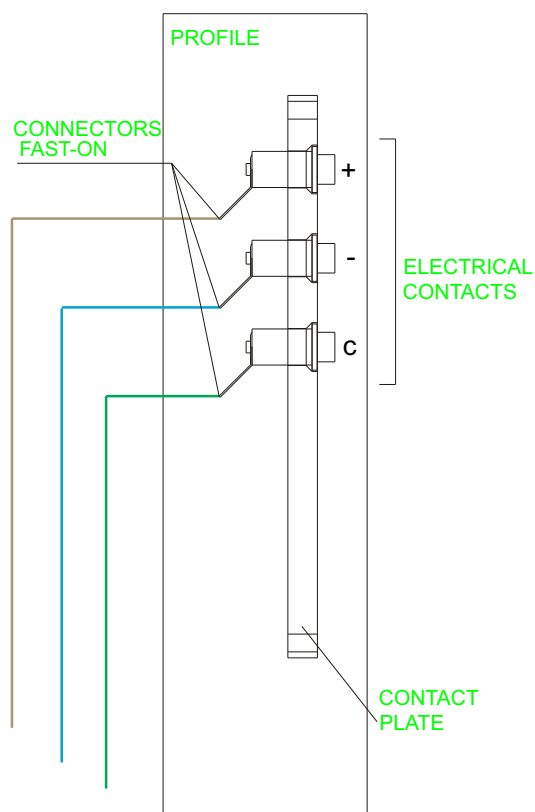 PROFILE
CONNECTORS
FAST-ON
+
-
C
ELECTRICAL
CONTACTS
CONTACT
PLATE